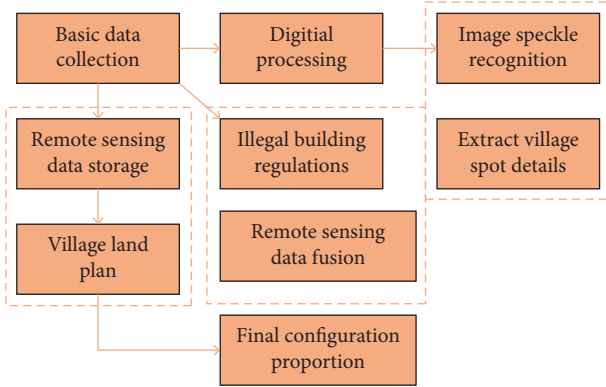 Basic data
collection
Digitial
processing
Image speckle
recognition
Remote sensing
data storage
Illegal building
regulations
Extract village
spot details
Village land
plan
Remote sensing
data fusion
Final configuration
proportion